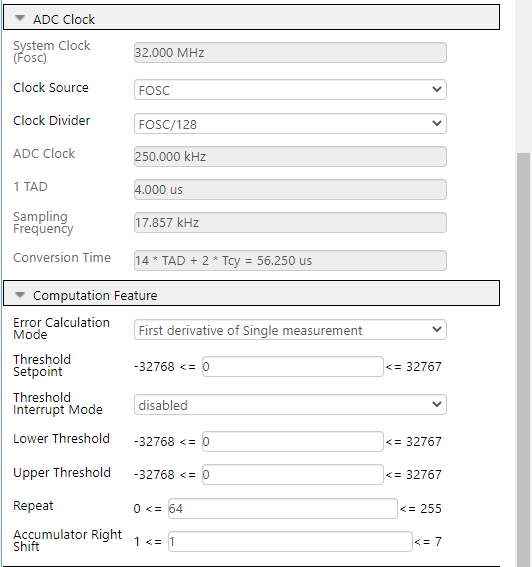 ADC Clock
System Clock
(Fosc)
32.000 MHz
Clock Source
FOSC
Clock Divider
FOSC/128
ADC Clock
250.000 kHz
1 TAD
4.000 us
Sampling
Frequency
17.857 kHz
Conversion Time
14 * TAD + 2 * Tcy = 56.250 us
Computation Feature
Error Calculation
Mode
First derivative of Single measurement
Threshold
Setpoint
-32768 <= 0 <= 32767
Threshold
Interrupt Mode
disabled
Lower Threshold
-32768 <= 0 <= 32767
Upper Threshold
-32768 <= 0 <= 32767
Repeat
0 <= 64 <= 255
Accumulator Right
Shift
1 <= 1 <= 7